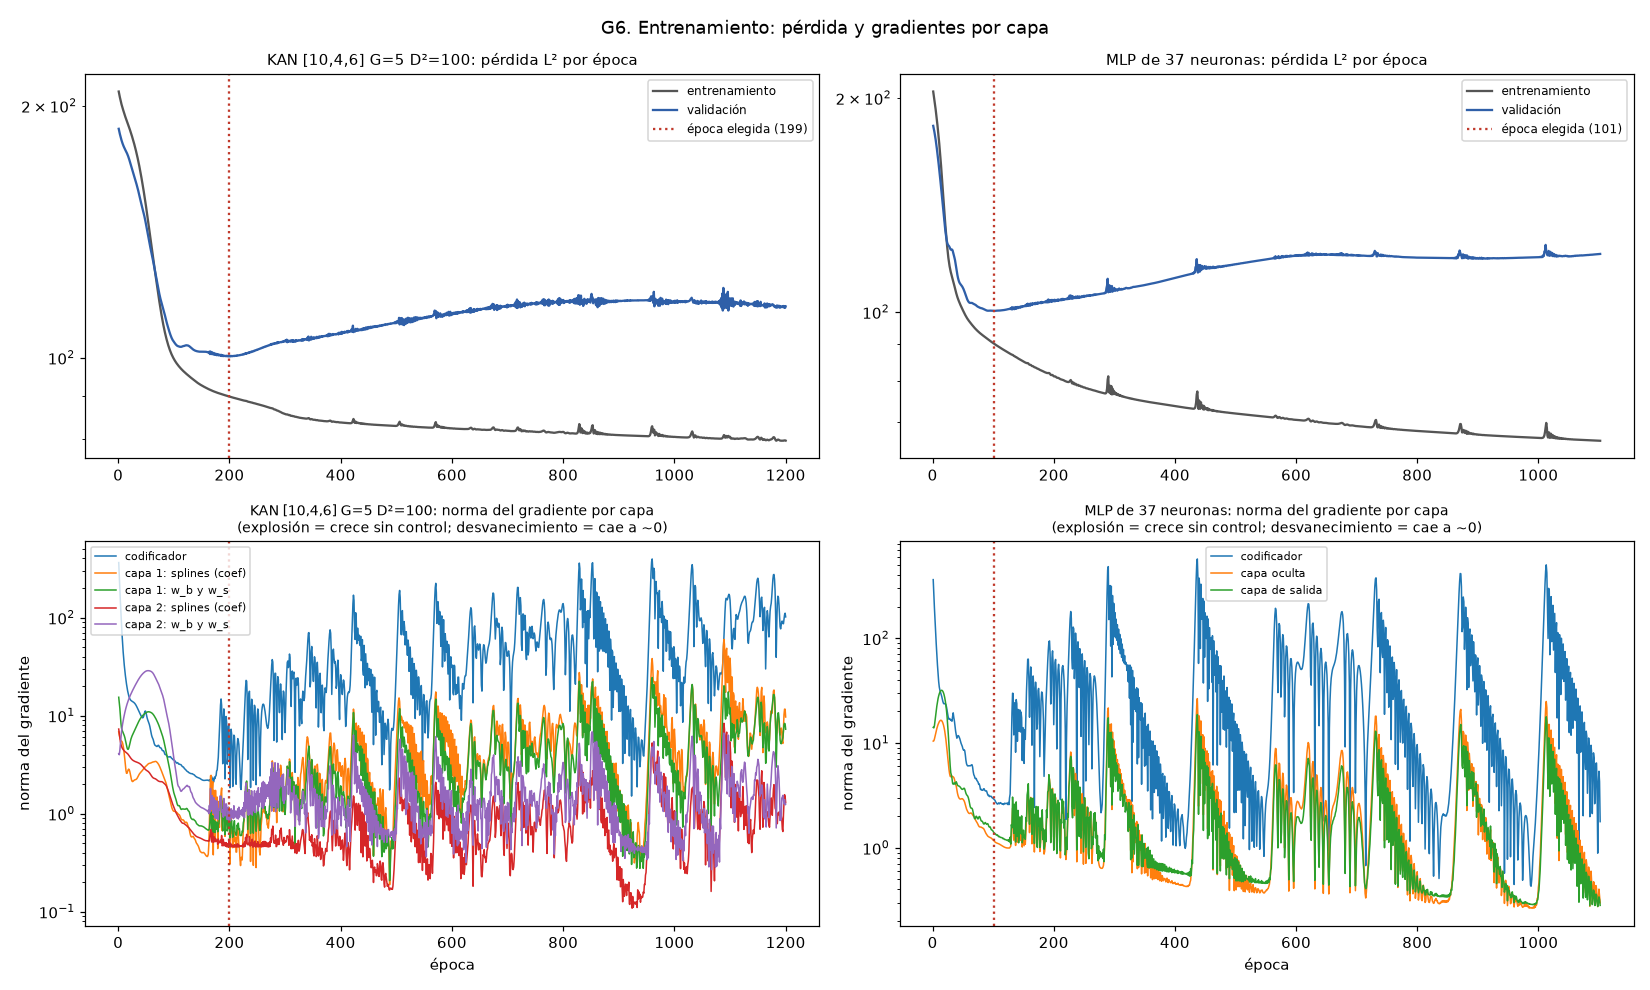 G6. Entrenamiento: pérdida y gradientes por capa
KAN [10,4,6] G=5 D²=100: pérdida L² por época
2 × 10²
10²
entrenamiento
validación
época elegida (199)
0 200 400 600 800 1000 1200
MLP de 37 neuronas: pérdida L² por época
2 × 10²
10²
entrenamiento
validación
época elegida (101)
0 200 400 600 800 1000
KAN [10,4,6] G=5 D²=100: norma del gradiente por capa
(explosión = crece sin control; desvanecimiento = cae a ~0)
norma del gradiente
10²
10¹
10⁰
10⁻¹
codificador
capa 1: splines (coef)
capa 1: w_b y w_s
capa 2: splines (coef)
capa 2: w_b y w_s
0 200 400 600 800 1000 1200
época
MLP de 37 neuronas: norma del gradiente por capa
(explosión = crece sin control; desvanecimiento = cae a ~0)
norma del gradiente
10²
10¹
10⁰
codificador
capa oculta
capa de salida
0 200 400 600 800 1000
época